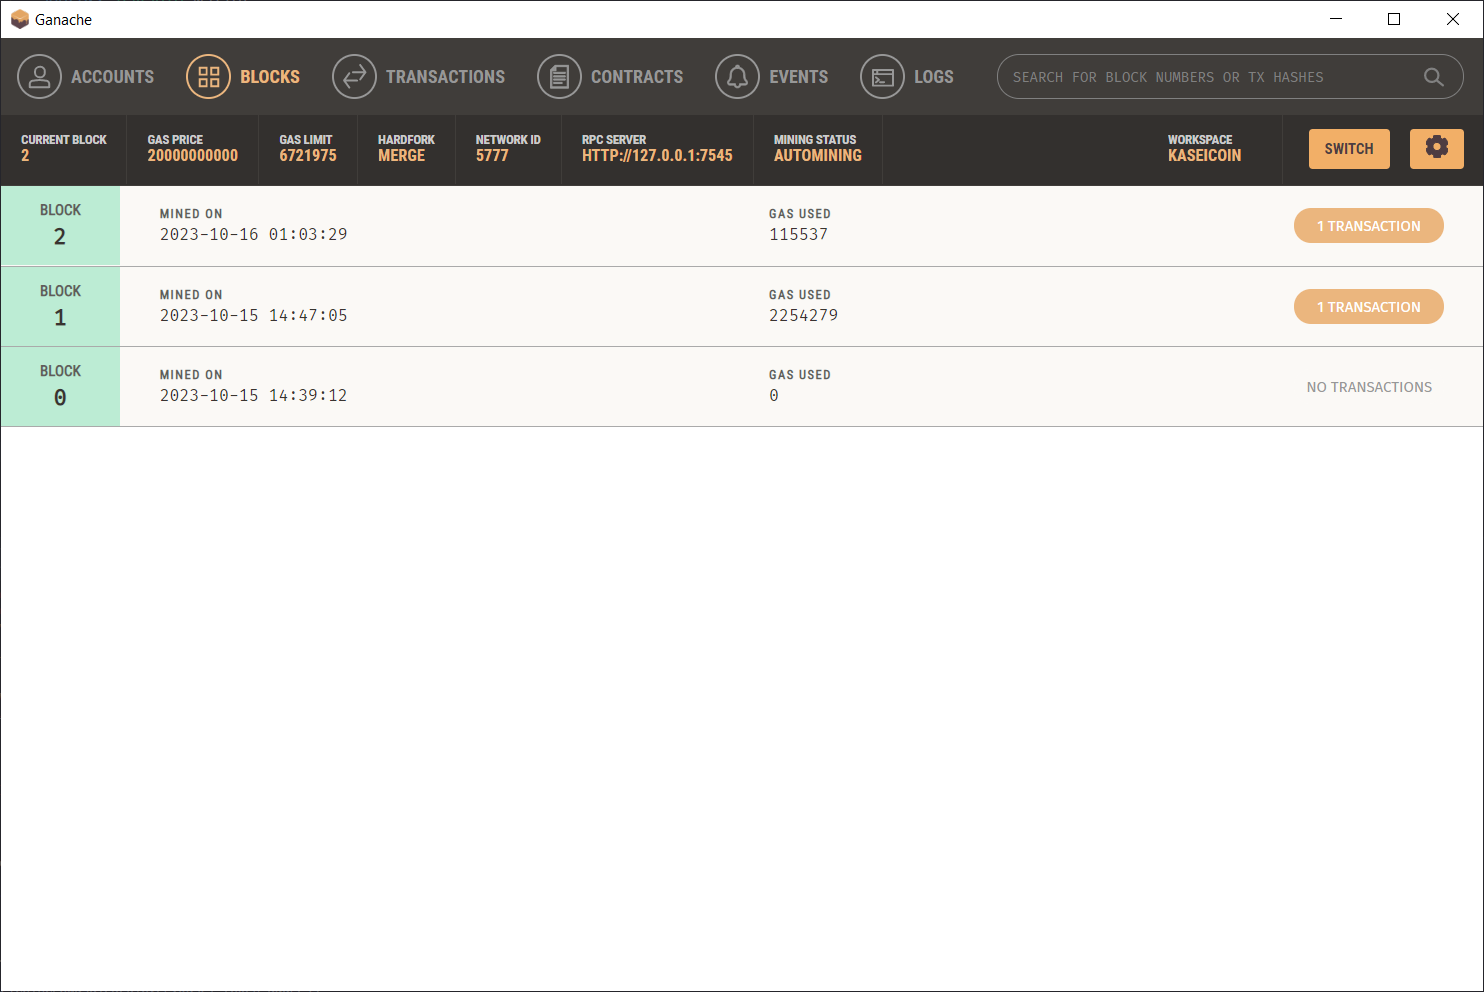 Ganache
ACCOUNTS BLOCKS TRANSACTIONS CONTRACTS EVENTS LOGS SEARCH FOR BLOCK NUMBERS OR TX HASHES
CURRENT BLOCK GAS PRICE GAS LIMIT HARDFORK NETWORK ID RPC SERVER MINING STATUS WORKSPACE
2 20000000000 6721975 MERGE 5777 HTTP://127.0.0.1:7545 AUTOMINING KASEICOIN SWITCH
BLOCK MINED ON GAS USED
2 2023-10-16 01:03:29 115537 1 TRANSACTION
BLOCK MINED ON GAS USED
1 2023-10-15 14:47:05 2254279 1 TRANSACTION
BLOCK MINED ON GAS USED
0 2023-10-15 14:39:12 0 NO TRANSACTIONS